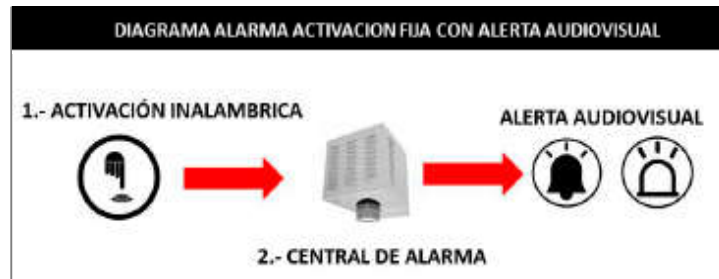 DIAGRAMA ALARMA ACTIVACION FIJA CON ALERTA AUDIOVISUAL
1.- ACTIVACIÓN INALAMBRICA
ALERTA AUDIOVISUAL
2.- CENTRAL DE ALARMA